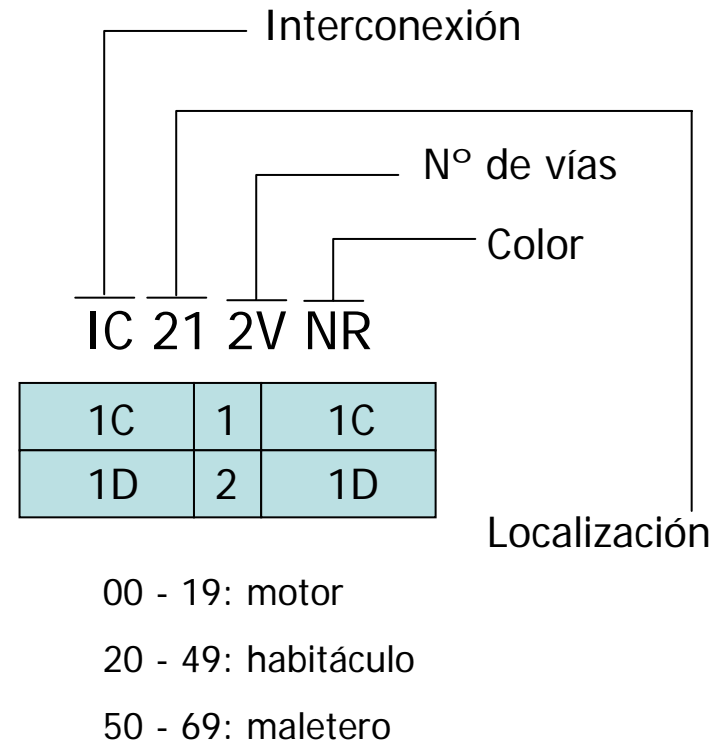 Interconexión
Nº de vías
Color
IC 21 2V NR
1C 1 1C
1D 2 1D
Localización
00 - 19: motor
20 - 49: habitáculo
50 - 69: maletero